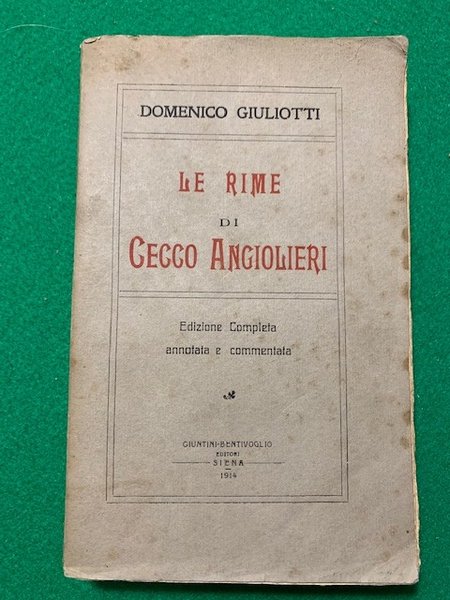 DOMENICO GIULIOTTI
LE RIME
DI
CECCO ANGIOLIERI
Edizione Completa
annotata e commentata
GIUNTINI-BENTIVOGLIO
EDITORI
SIENA
1914